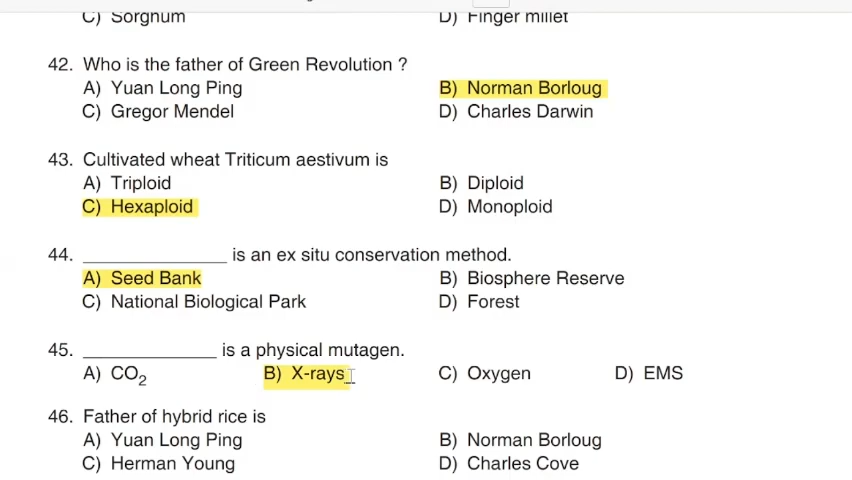 C) Sorghum D) Finger millet
42. Who is the father of Green Revolution ?
A) Yuan Long Ping B) Norman Borloug
C) Gregor Mendel D) Charles Darwin
43. Cultivated wheat Triticum aestivum is
A) Triploid B) Diploid
C) Hexaploid D) Monoploid
44. _______________ is an ex situ conservation method.
A) Seed Bank B) Biosphere Reserve
C) National Biological Park D) Forest
45. ______________ is a physical mutagen.
A) CO₂ B) X-rays C) Oxygen D) EMS
46. Father of hybrid rice is
A) Yuan Long Ping B) Norman Borloug
C) Herman Young D) Charles Cove